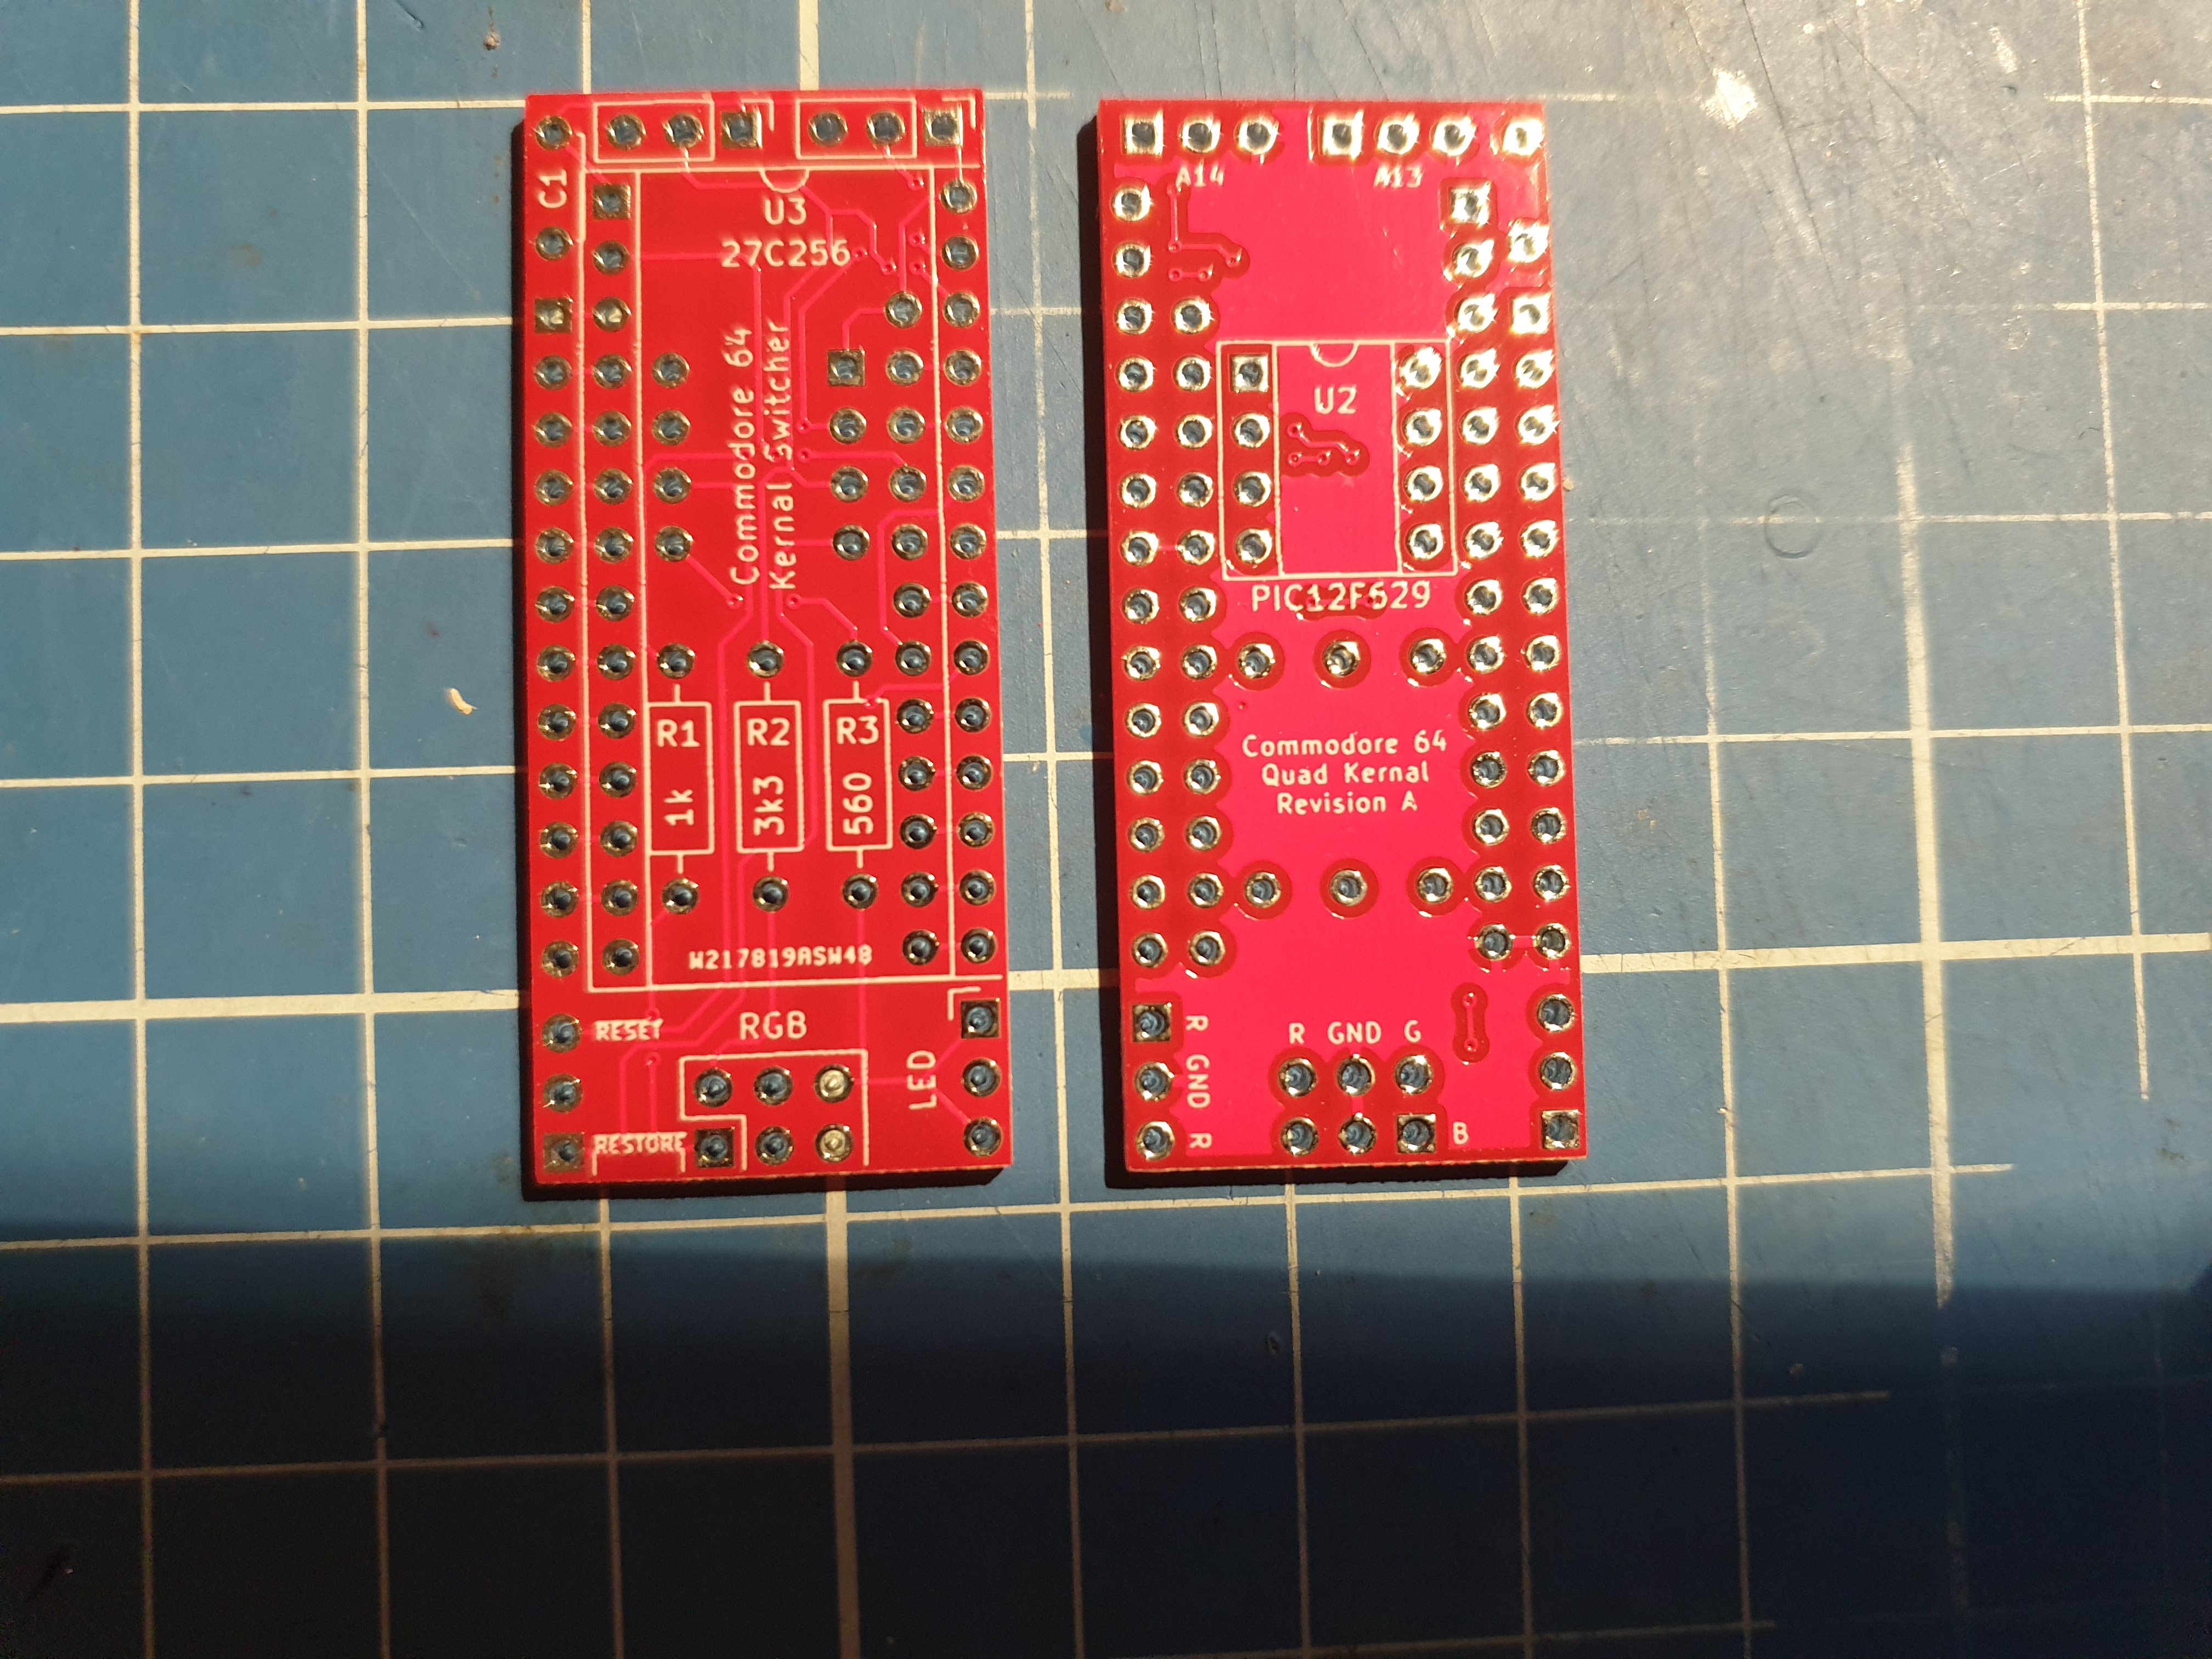 C1
U3
27C256
Commodore 64
Kernal Switcher
R1
1k
R2
3k3
R3
560
W217819ASW48
RESET
RGB
LED
RESTORE
A14
A13
U2
PIC12F629
Commodore 64
Quad Kernal
Revision A
R
GND
R
R GND G
B